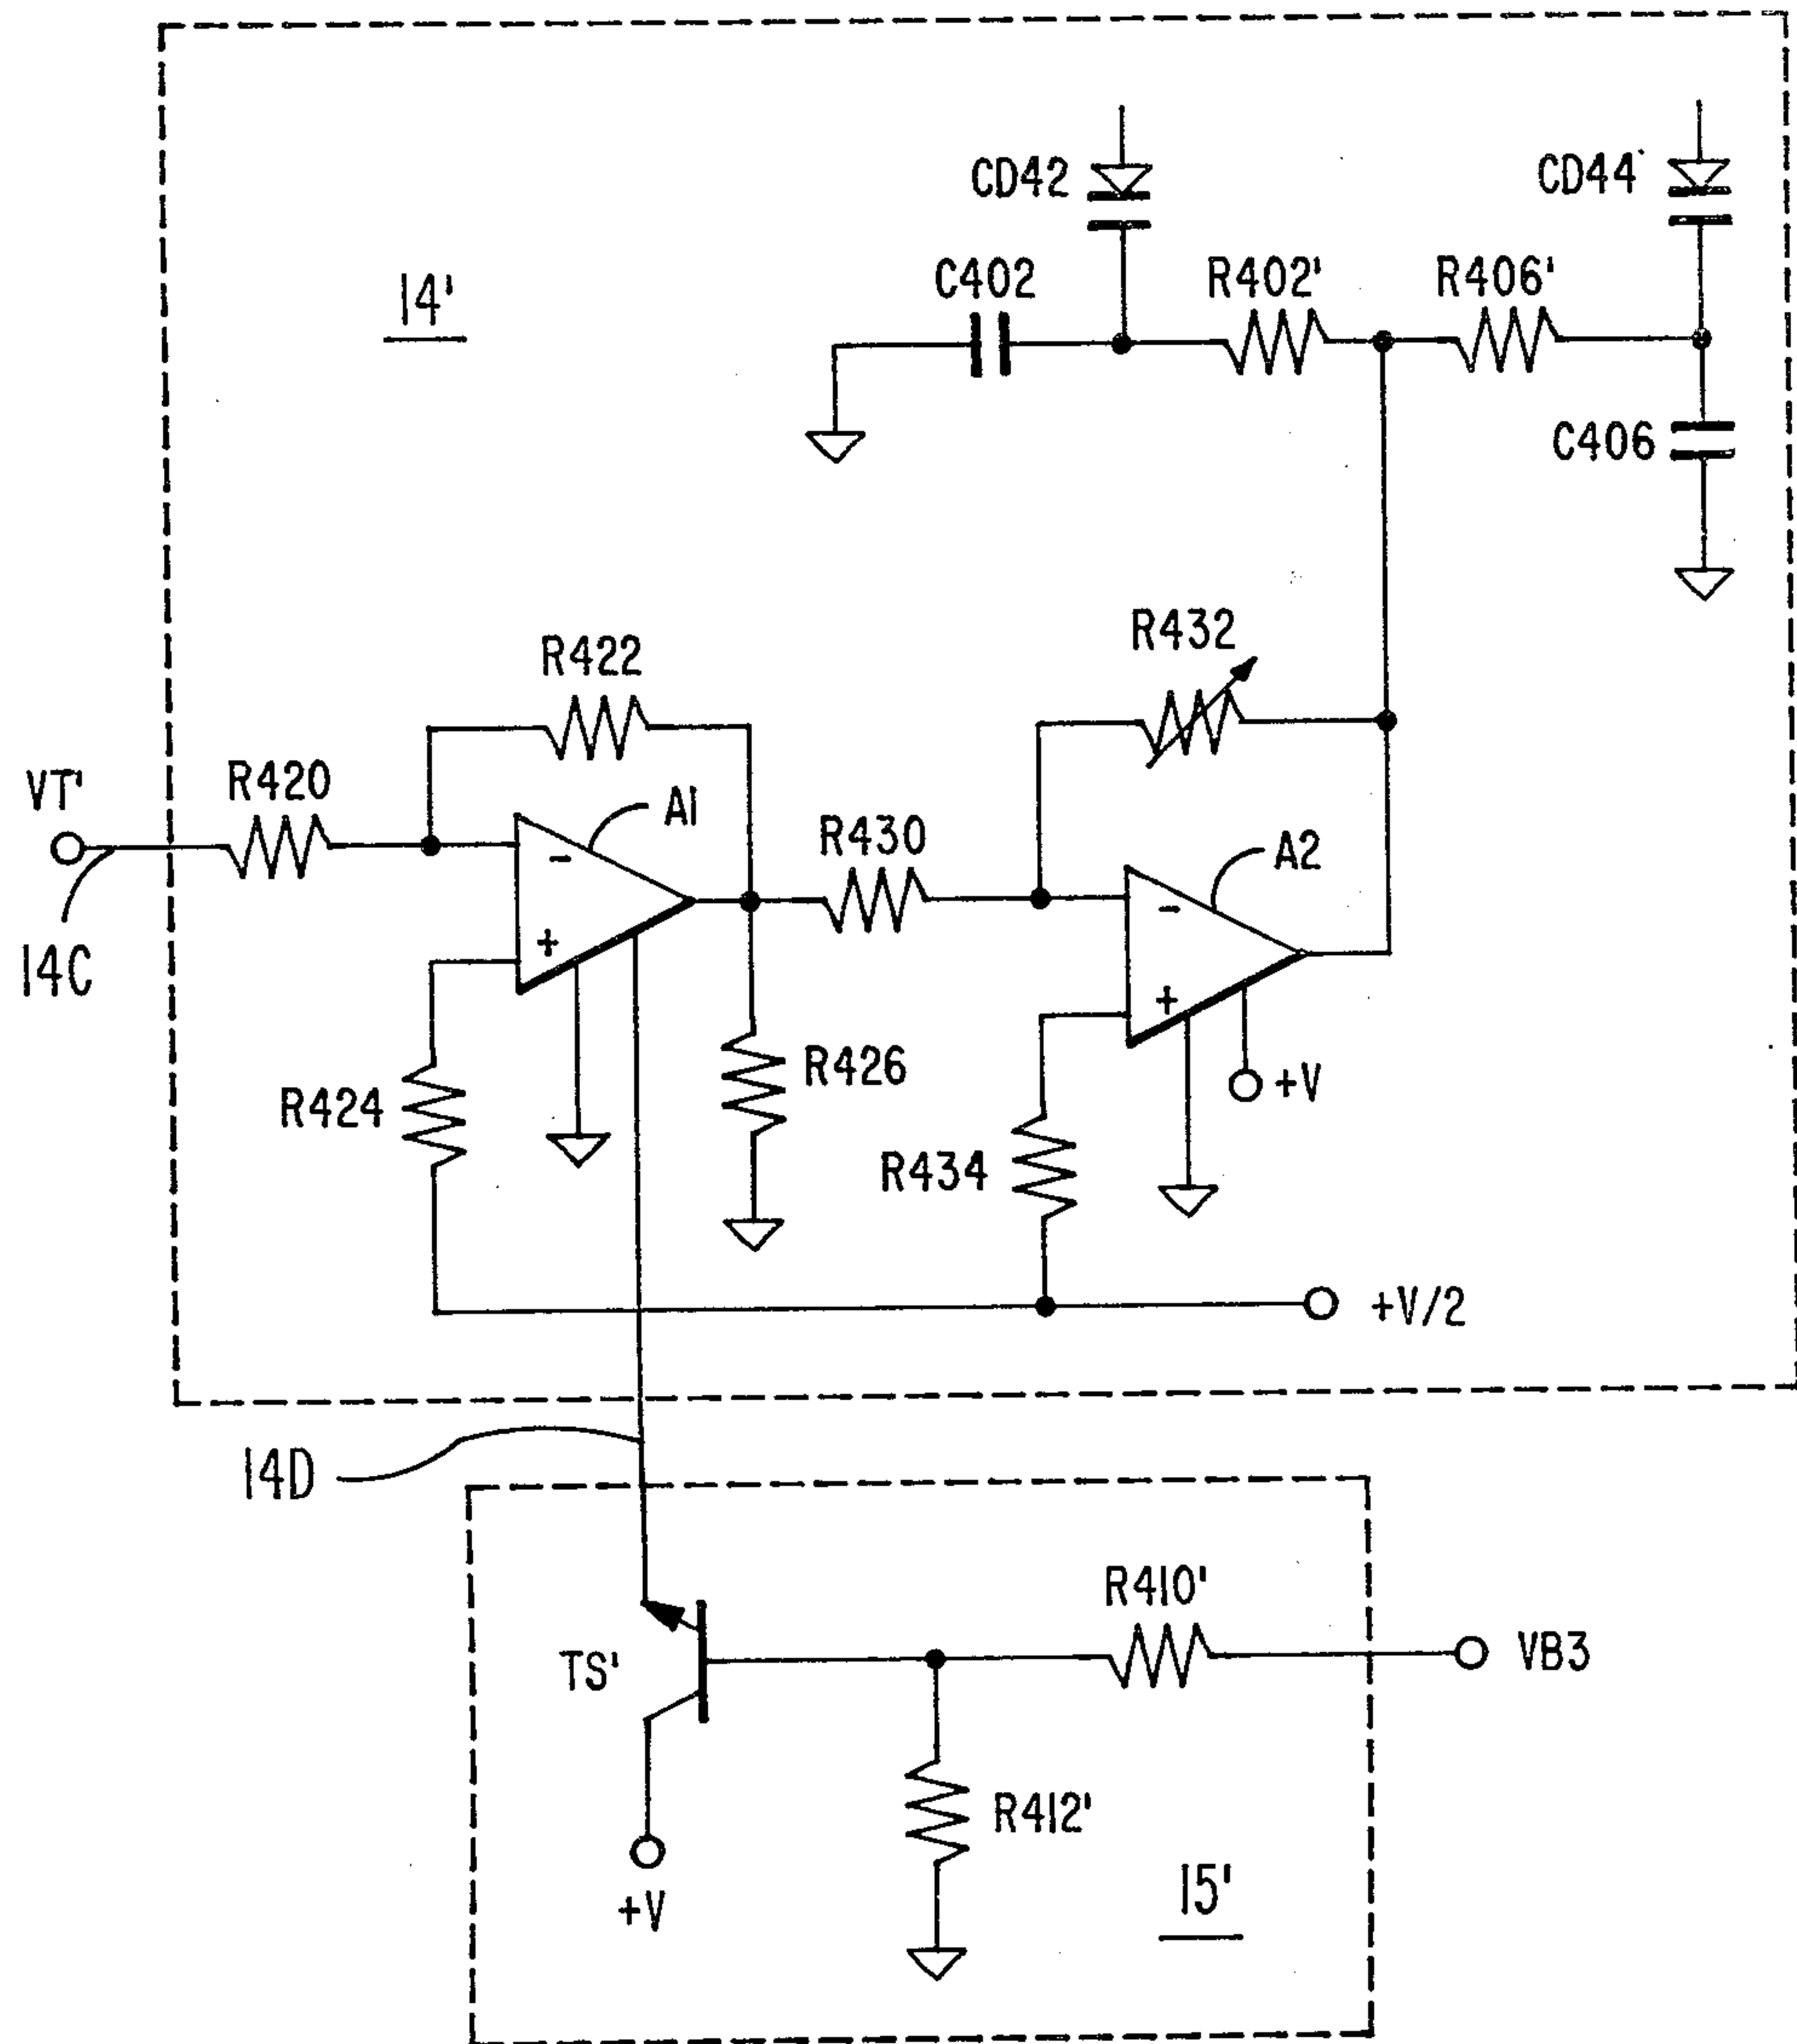 CD42
CD44'
C402
R402'
R406'
14'
C406
R432
R422
VT'
R420
A1
R430
A2
-
-
14C
+
+
R424
R426
+V
R434
+V/2
14D
R410'
TS'
VB3
R412'
+V
15'